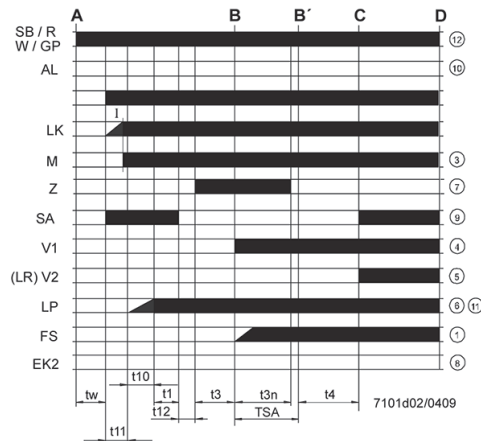 A B B´ C D
SB / R
W / GP 12
AL 10
1
LK
M 3
Z 7
SA 9
V1 4
(LR) V2 5
LP 6 11
FS 1
EK2 8
t10
tw t1 t3 t3n t4 7101d02/0409
t12 TSA
t11